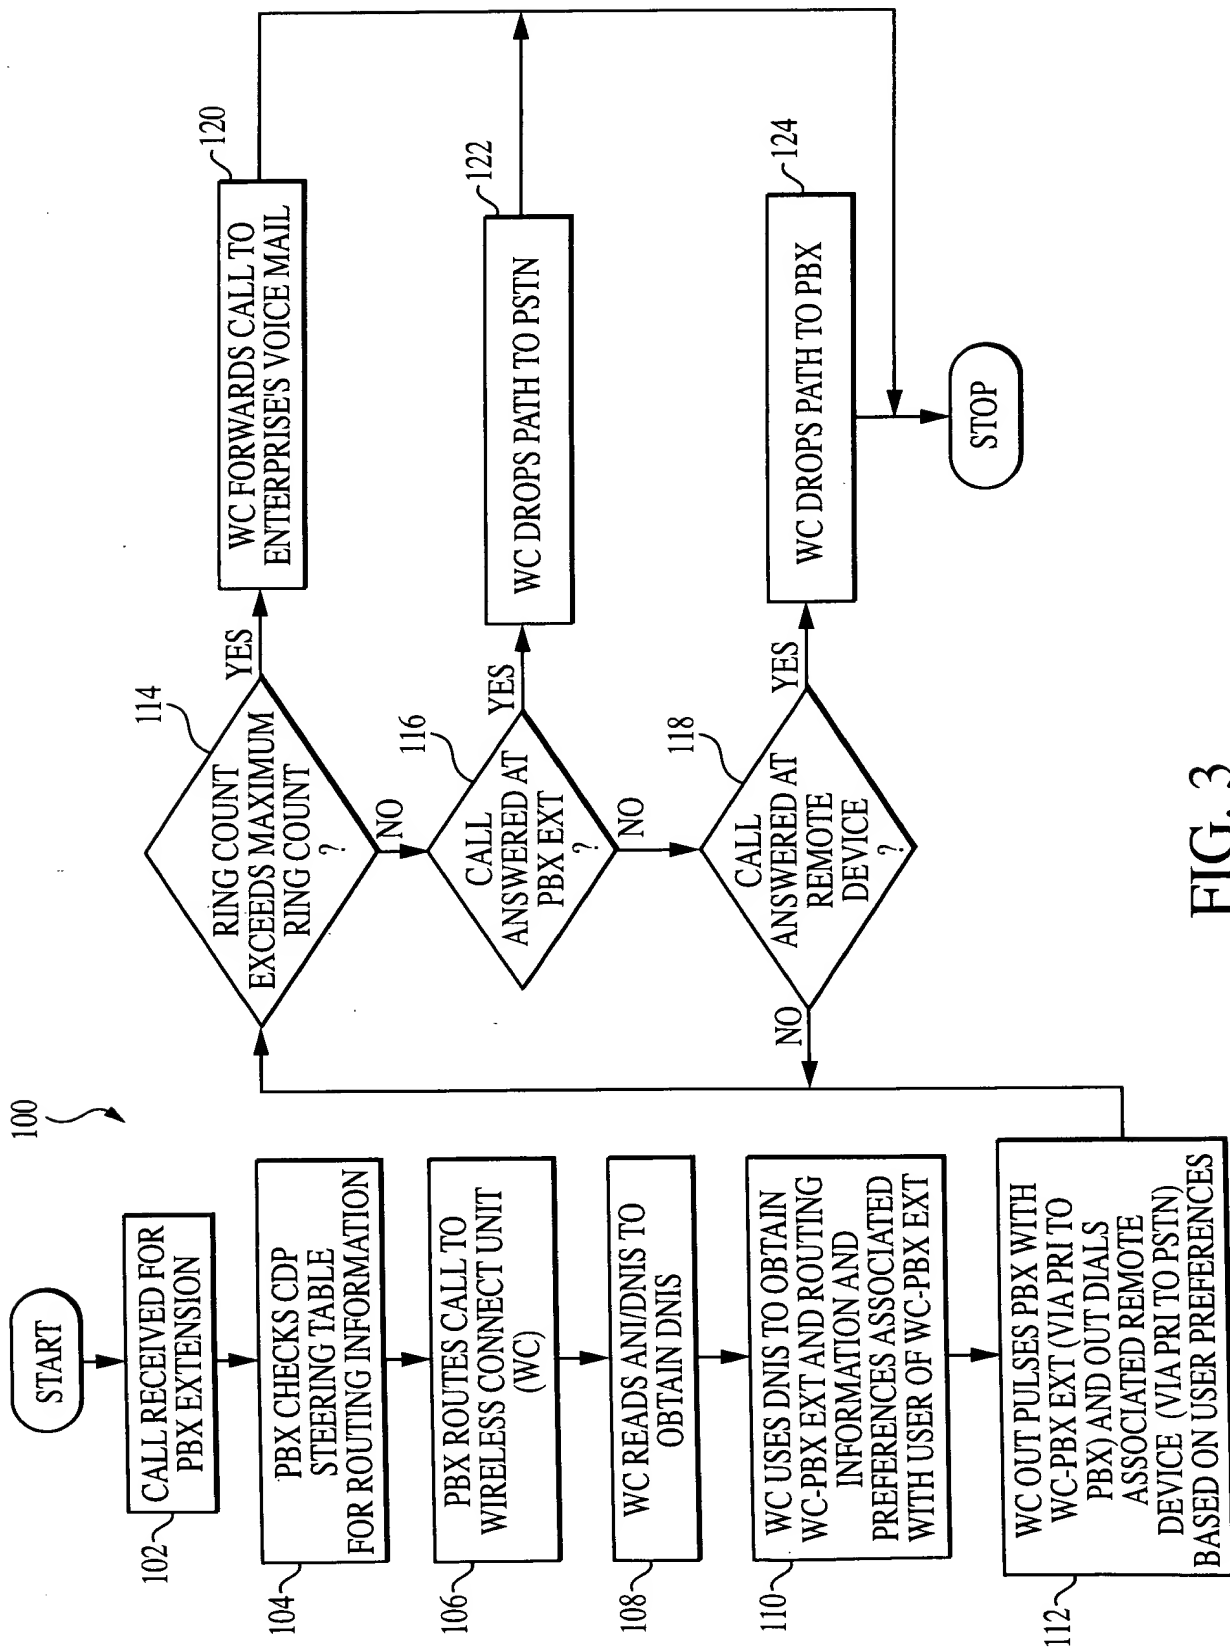 100
START
102
CALL RECEIVED FOR
PBX EXTENSION
104
PBX CHECKS CDP
STEERING TABLE
FOR ROUTING INFORMATION
106
PBX ROUTES CALL TO
WIRELESS CONNECT UNIT
(WC)
108
WC READS ANI/DNIS TO
OBTAIN DNIS
110
WC USES DNIS TO OBTAIN
WC-PBX EXT AND ROUTING
INFORMATION AND
PREFERENCES ASSOCIATED
WITH USER OF WC-PBX EXT
112
WC OUT PULSES PBX WITH
WC-PBX EXT (VIA PRI TO
PBX) AND OUT DIALS
ASSOCIATED REMOTE
DEVICE (VIA PRI TO PSTN)
BASED ON USER PREFERENCES
114
RING COUNT
EXCEEDS MAXIMUM
RING COUNT
?
YES
NO
120
WC FORWARDS CALL TO
ENTERPRISE'S VOICE MAIL
116
CALL
ANSWERED AT
PBX EXT
?
YES
NO
122
WC DROPS PATH TO PSTN
118
CALL
ANSWERED AT
REMOTE
DEVICE
?
YES
NO
124
WC DROPS PATH TO PBX
STOP
FIG. 3